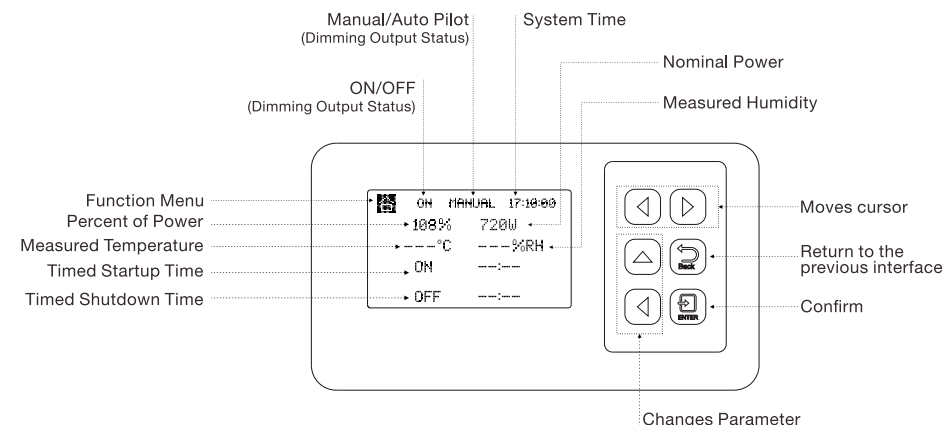 Manual/Auto Pilot
(Dimming Output Status)
System Time
Nominal Power
ON/OFF
(Dimming Output Status)
Measured Humidity
Function Menu
Percent of Power
Measured Temperature
Timed Startup Time
Timed Shutdown Time
ON MANUAL 17:10:00
108% 720W
---°C ---%RH
ON --:--
OFF --:--
Moves cursor
Back
Return to the
previous interface
ENTER
Confirm
Changes Parameter